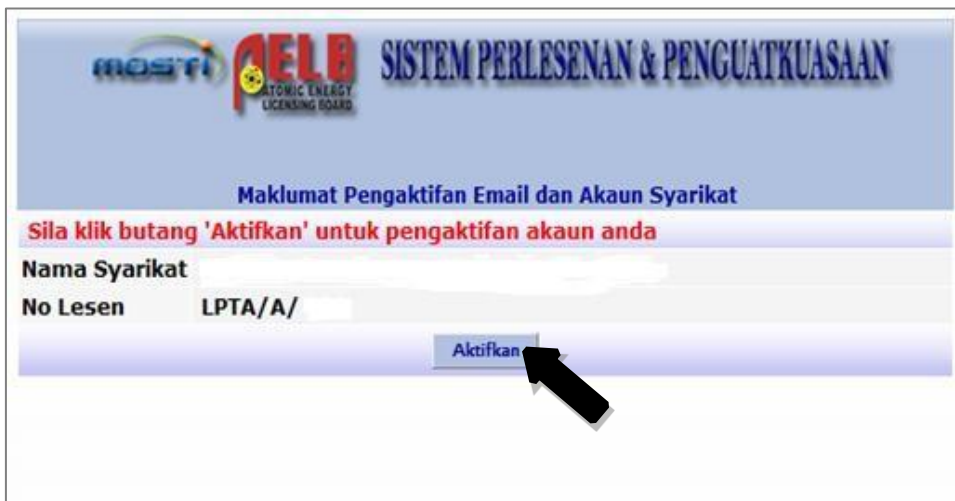 mosti AELB SISTEM PERLESENAN & PENGUATKUASAAN
ATOMIC ENERGY
LICENSING BOARD
Maklumat Pengaktifan Email dan Akaun Syarikat
Sila klik butang 'Aktifkan' untuk pengaktifan akaun anda
Nama Syarikat
No Lesen LPTA/A/
Aktifkan